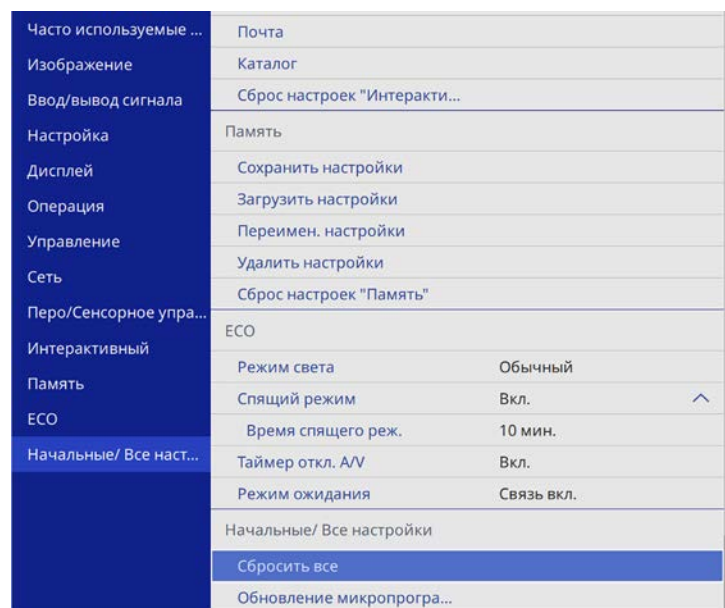 Часто используемые ...
Изображение
Ввод/вывод сигнала
Настройка
Дисплей
Операция
Управление
Сеть
Перо/Сенсорное упра...
Интерактивный
Память
ECO
Начальные/ Все наст...
Почта
Каталог
Сброс настроек "Интеракти...
Память
Сохранить настройки
Загрузить настройки
Переимен. настройки
Удалить настройки
Сброс настроек "Память"
ECO
Режим света Обычный
Спящий режим Вкл.
Время спящего реж. 10 мин.
Таймер откл. A/V Вкл.
Режим ожидания Связь вкл.
Начальные/ Все настройки
Сбросить все
Обновление микропрогра...